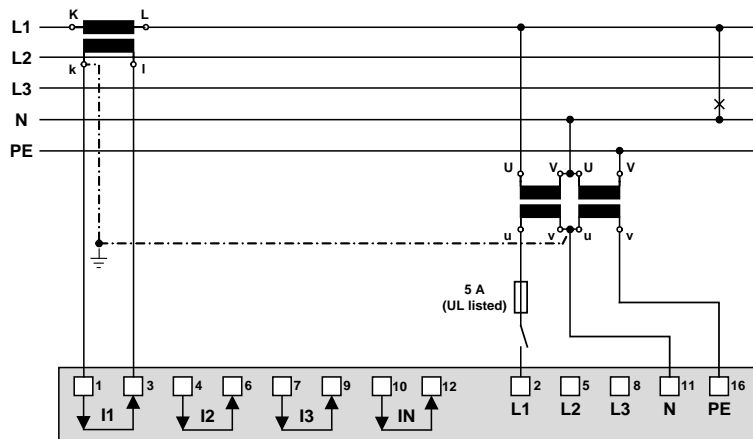 K L
L1
L2
k l
L3
N
PE
U V U V
u v u v
5 A
(UL listed)
1 3 4 6 7 9 10 12 2 5 8 11 16
I1 I2 I3 IN L1 L2 L3 N PE